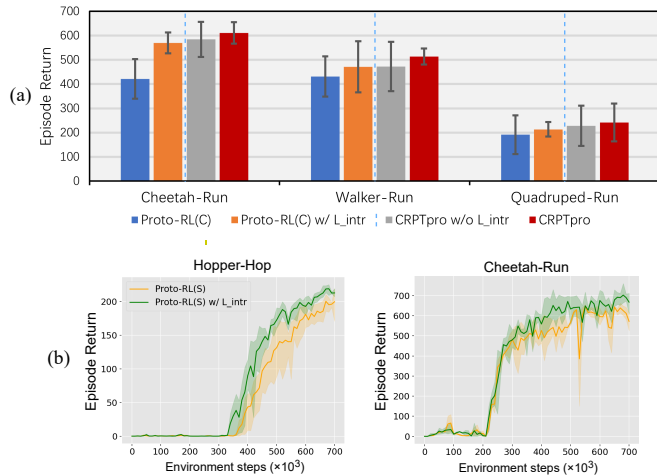 (a)
Episode Return
700
600
500
400
300
200
100
0
Cheetah-Run Walker-Run Quadruped-Run
Proto-RL(C) Proto-RL(C) w/ L_intr CRPTpro w/o L_intr CRPTpro
(b)
Hopper-Hop
Proto-RL(S)
Proto-RL(S) w/ L_intr
Episode Return
200
150
100
50
0
0 100 200 300 400 500 600 700
Environment steps (×10³)
Cheetah-Run
Episode Return
700
600
500
400
300
200
100
0
0 100 200 300 400 500 600 700
Environment steps (×10³)